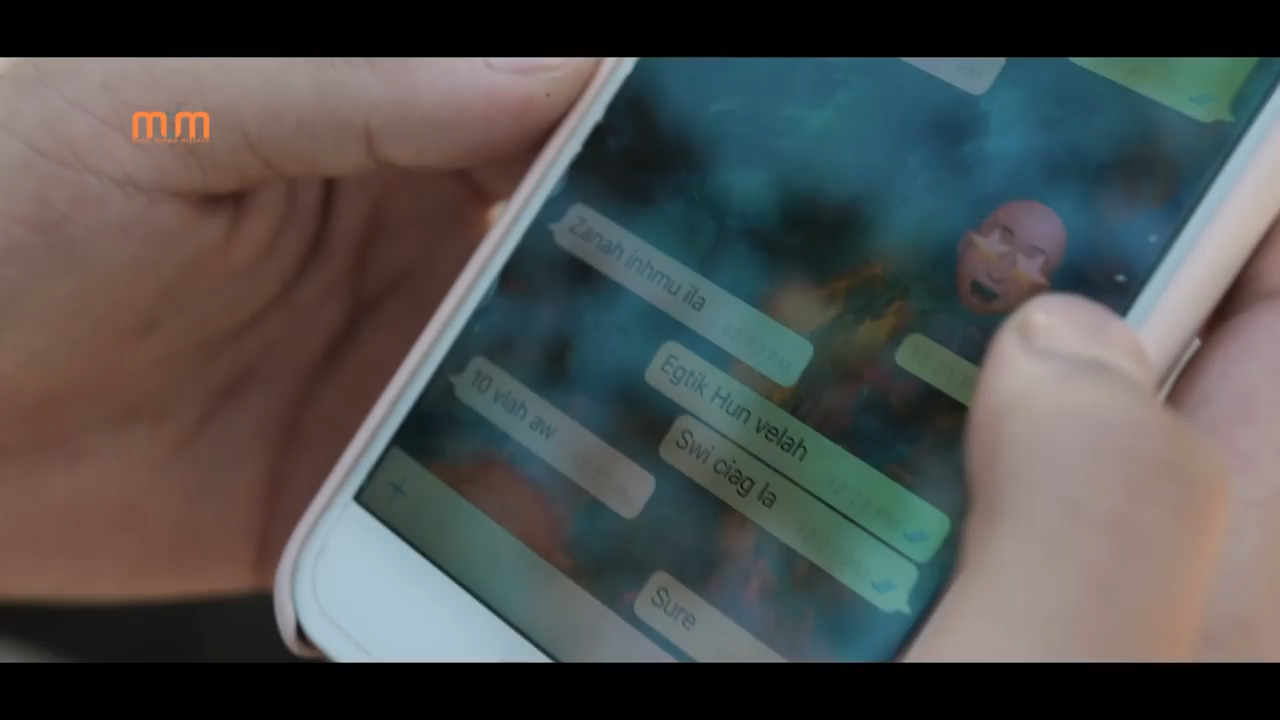 mm
Zanah inhmu ila
Egtik Hun velah
10 vlah aw
Swi ciag la
Sure